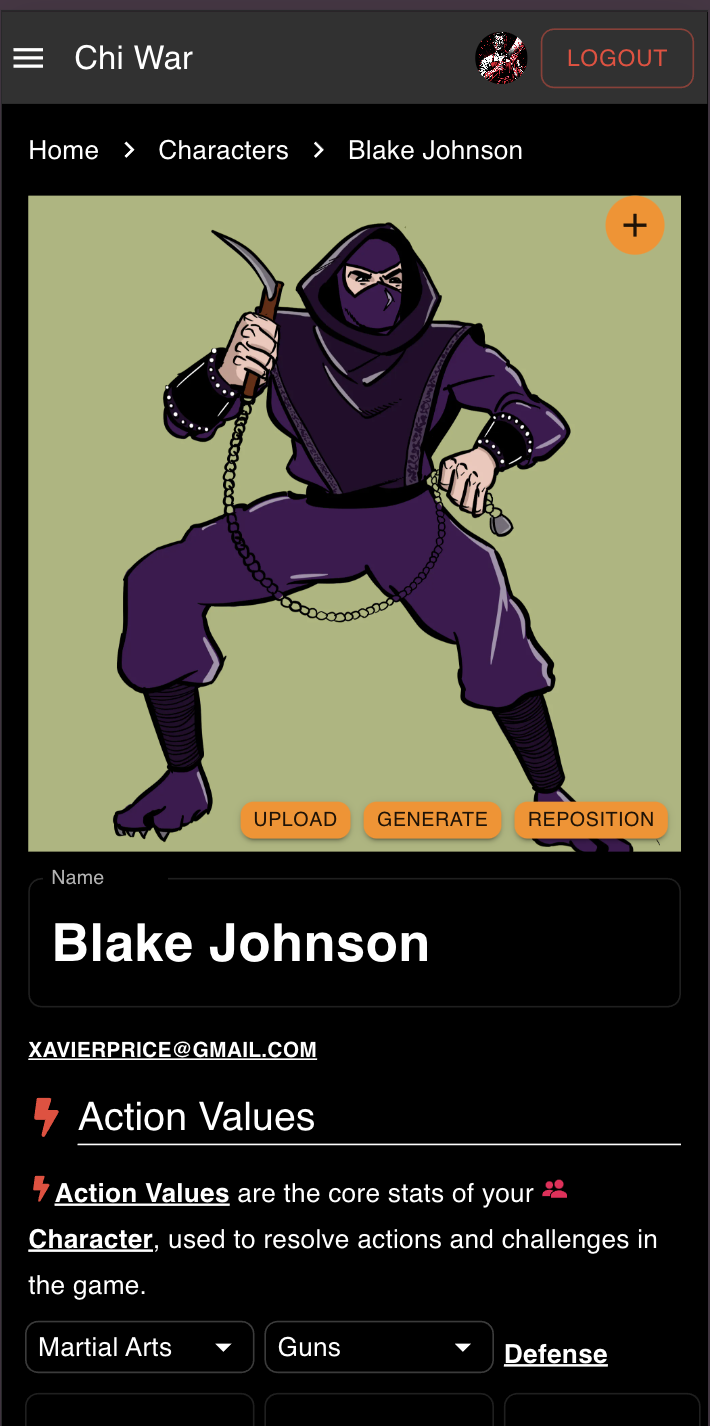 Chi War
LOGOUT
Home > Characters > Blake Johnson
+
UPLOAD GENERATE REPOSITION
Name
Blake Johnson
XAVIERPRICE@GMAIL.COM
Action Values
Action Values are the core stats of your
Character, used to resolve actions and challenges in
the game.
Martial Arts Guns Defense